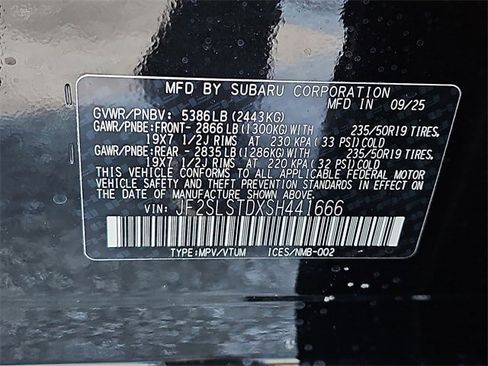 MFD BY SUBARU CORPORATION
MFD IN 09/25
GVWR/PNBV: 5386LB(2443KG)
GAWR/PNBE:FRONT-2866LB(1300KG)WITH 235/50R19 TIRES,
19X7 1/2J RIMS AT 230 KPA(33 PSI)COLD
GAWR/PNBE:REAR -2835LB(1286KG)WITH 235/50R19 TIRES,
19X7 1/2J RIMS AT 220 KPA(32 PSI)COLD
THIS VEHICLE CONFORMS TO ALL APPLICABLE FEDERAL MOTOR
VEHICLE SAFETY AND THEFT PREVENTION STANDARDS IN
EFFECT ON THE DATE OF MANUFACTURE SHOWN ABOVE.
VIN: JF2SLSTDXSH441666
TYPE:MPV/VTUM ICES/NMB-002